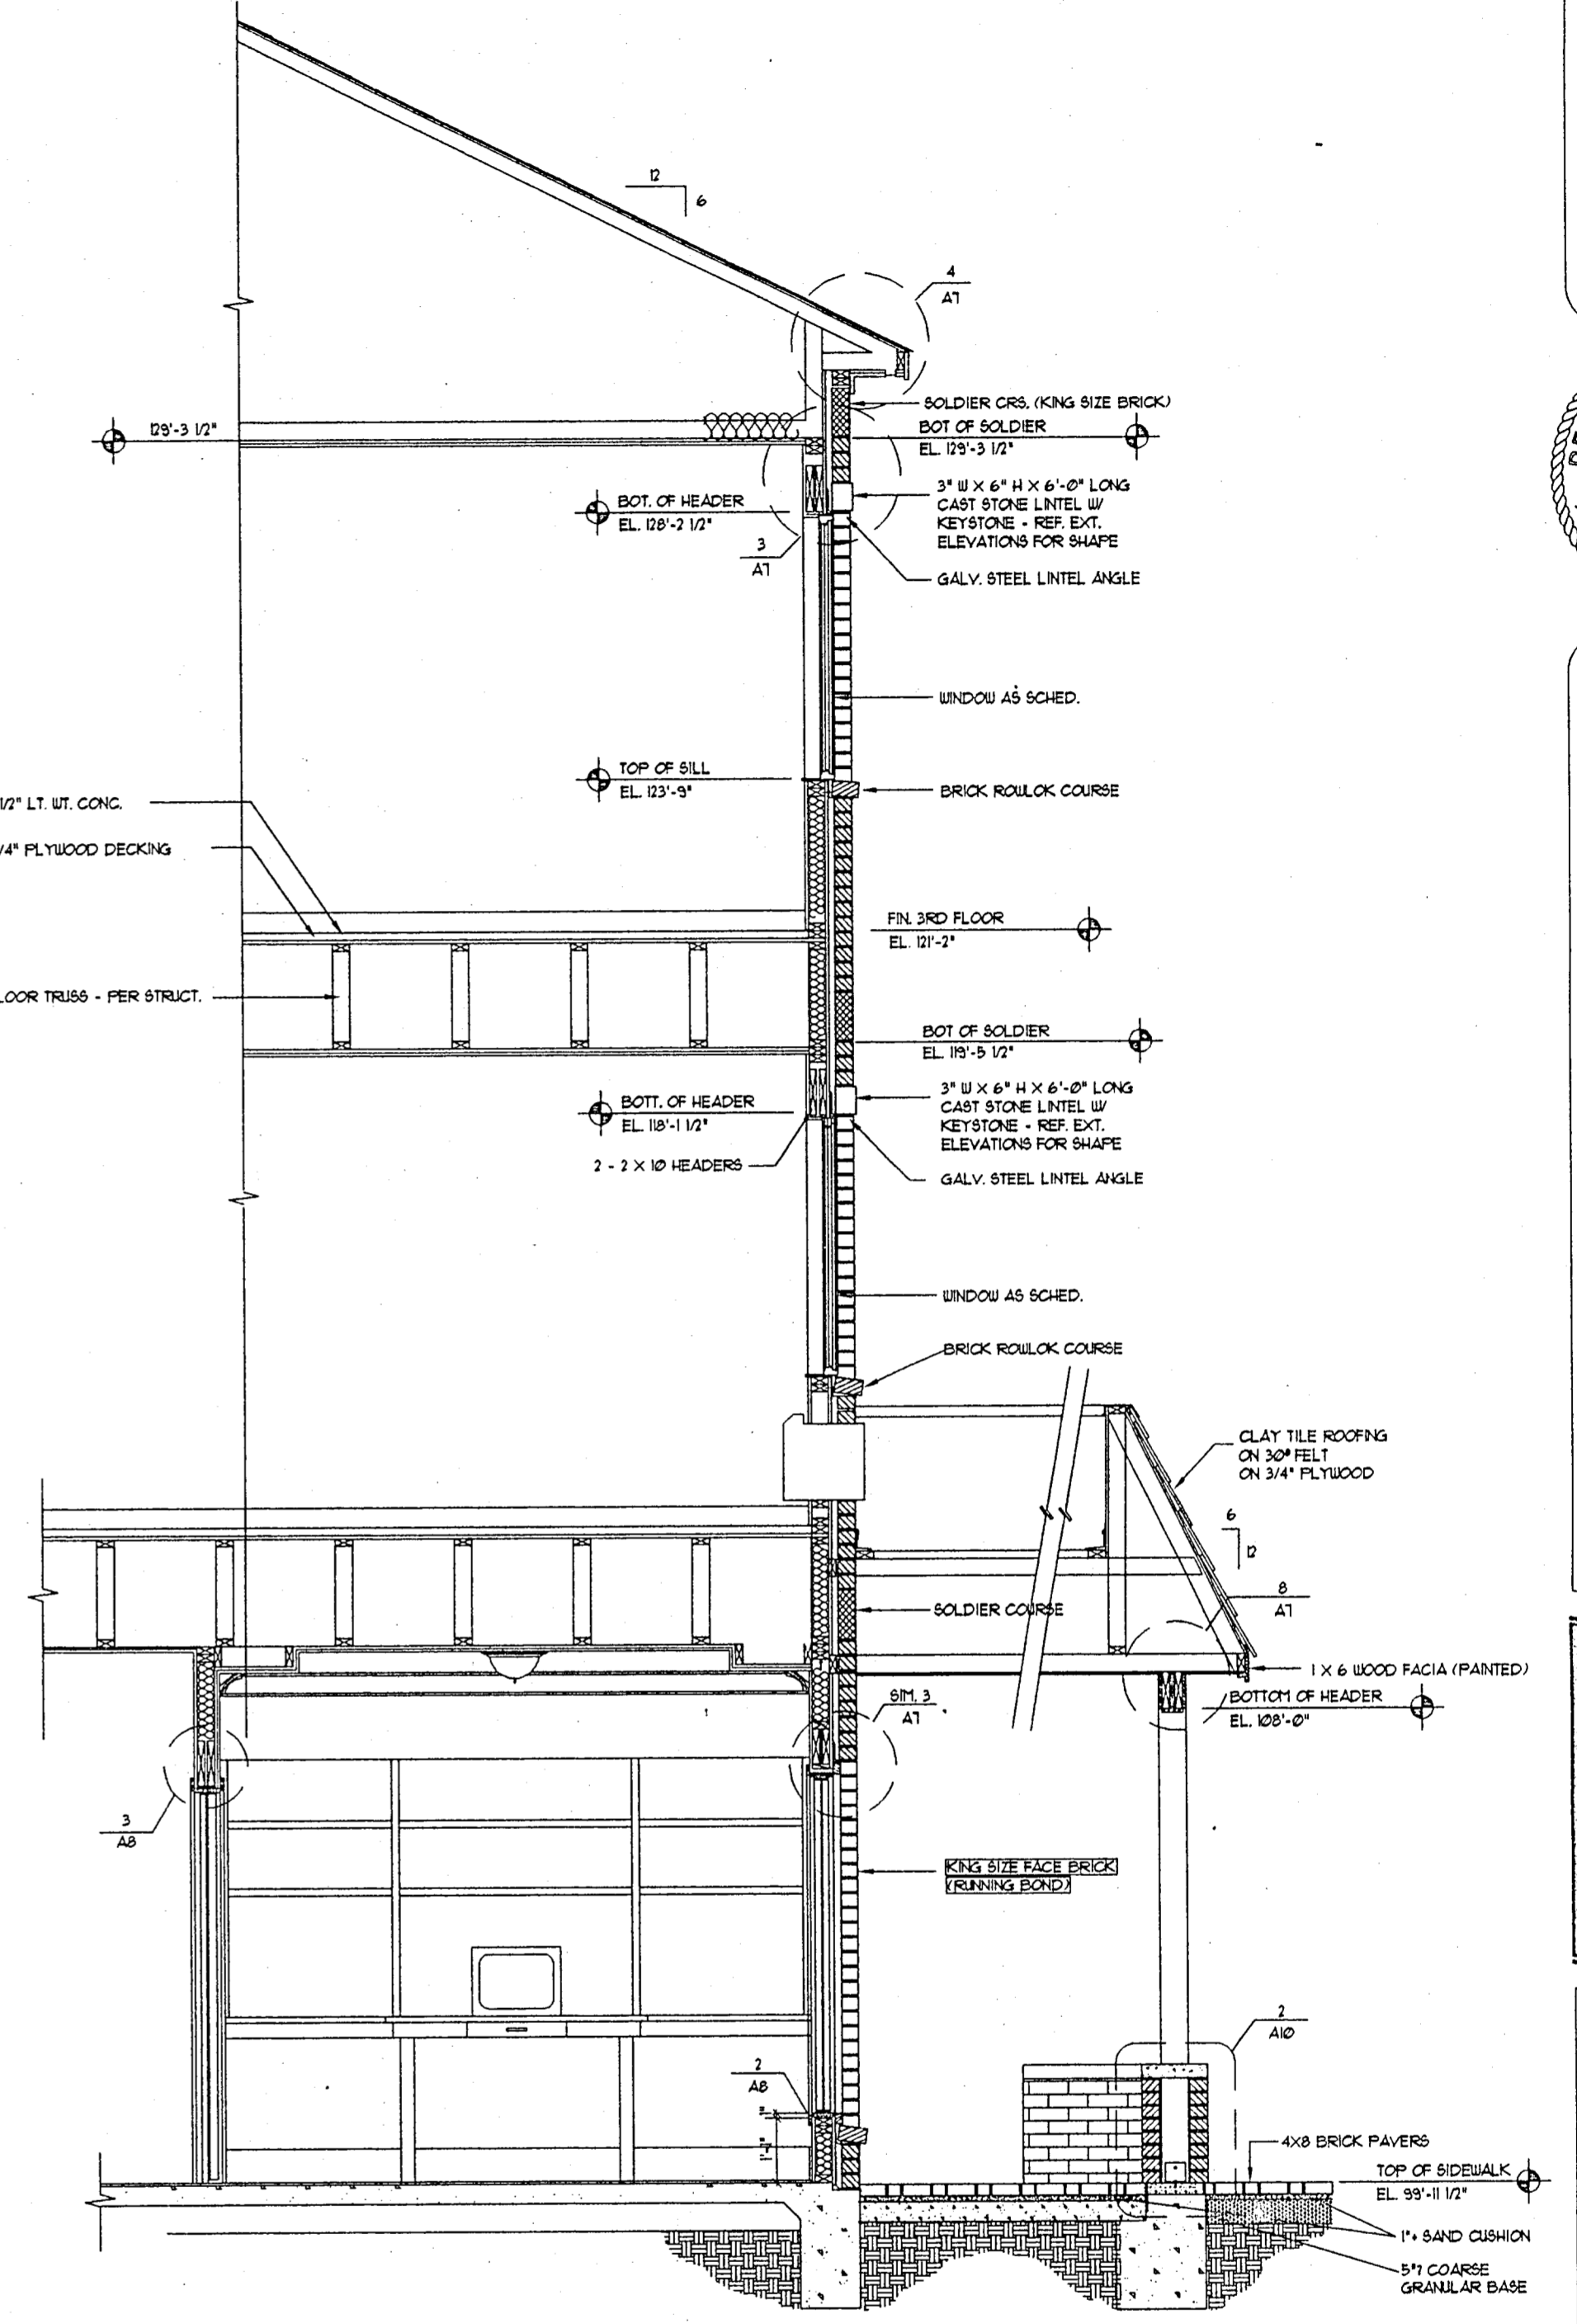 12
6
4
A7
SOLDIER CRS. (KING SIZE BRICK)
BOT OF SOLDIER
EL. 129'-3 1/2"
129'-3 1/2"
3" W X 6" H X 6'-0" LONG
CAST STONE LINTEL W/
KEYSTONE - REF. EXT.
ELEVATIONS FOR SHAPE
BOT. OF HEADER
EL. 128'-2 1/2"
3
A7
GALV. STEEL LINTEL ANGLE
WINDOW AS SCHED.
TOP OF SILL
EL. 123'-9"
BRICK ROWLOK COURSE
1/2" LT. WT. CONC.
/4" PLYWOOD DECKING
FIN. 3RD FLOOR
EL. 121'-2"
LOOR TRUSS - PER STRUCT.
BOT OF SOLDIER
EL. 119'-5 1/2"
3" W X 6" H X 6'-0" LONG
CAST STONE LINTEL W/
KEYSTONE - REF. EXT.
ELEVATIONS FOR SHAPE
BOTT. OF HEADER
EL. 118'-1 1/2"
2 - 2 X 10 HEADERS
GALV. STEEL LINTEL ANGLE
WINDOW AS SCHED.
BRICK ROWLOK COURSE
CLAY TILE ROOFING
ON 30# FELT
ON 3/4" PLYWOOD
6
12
8
A7
SOLDIER COURSE
1 X 6 WOOD FACIA (PAINTED)
BOTTOM OF HEADER
EL. 108'-0"
SIM. 3
A7
3
A8
KING SIZE FACE BRICK
(RUNNING BOND)
2
A10
2
A8
1"
1'-1"
4X8 BRICK PAVERS
TOP OF SIDEWALK
EL. 99'-11 1/2"
1"+ SAND CUSHION
COARSE
GRANULAR BASE